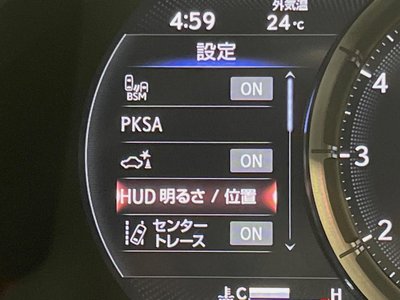 4:59
外気温
24℃
設定
BSM ON
PKSA
ON
HUD 明るさ / 位置
センター
トレース ON
4
3
2
C H